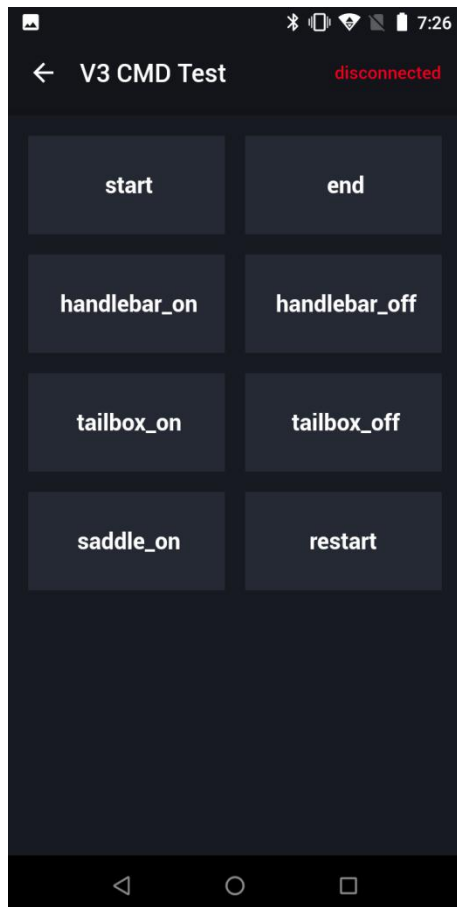 7:26
V3 CMD Test disconnected
start end
handlebar_on handlebar_off
tailbox_on tailbox_off
saddle_on restart